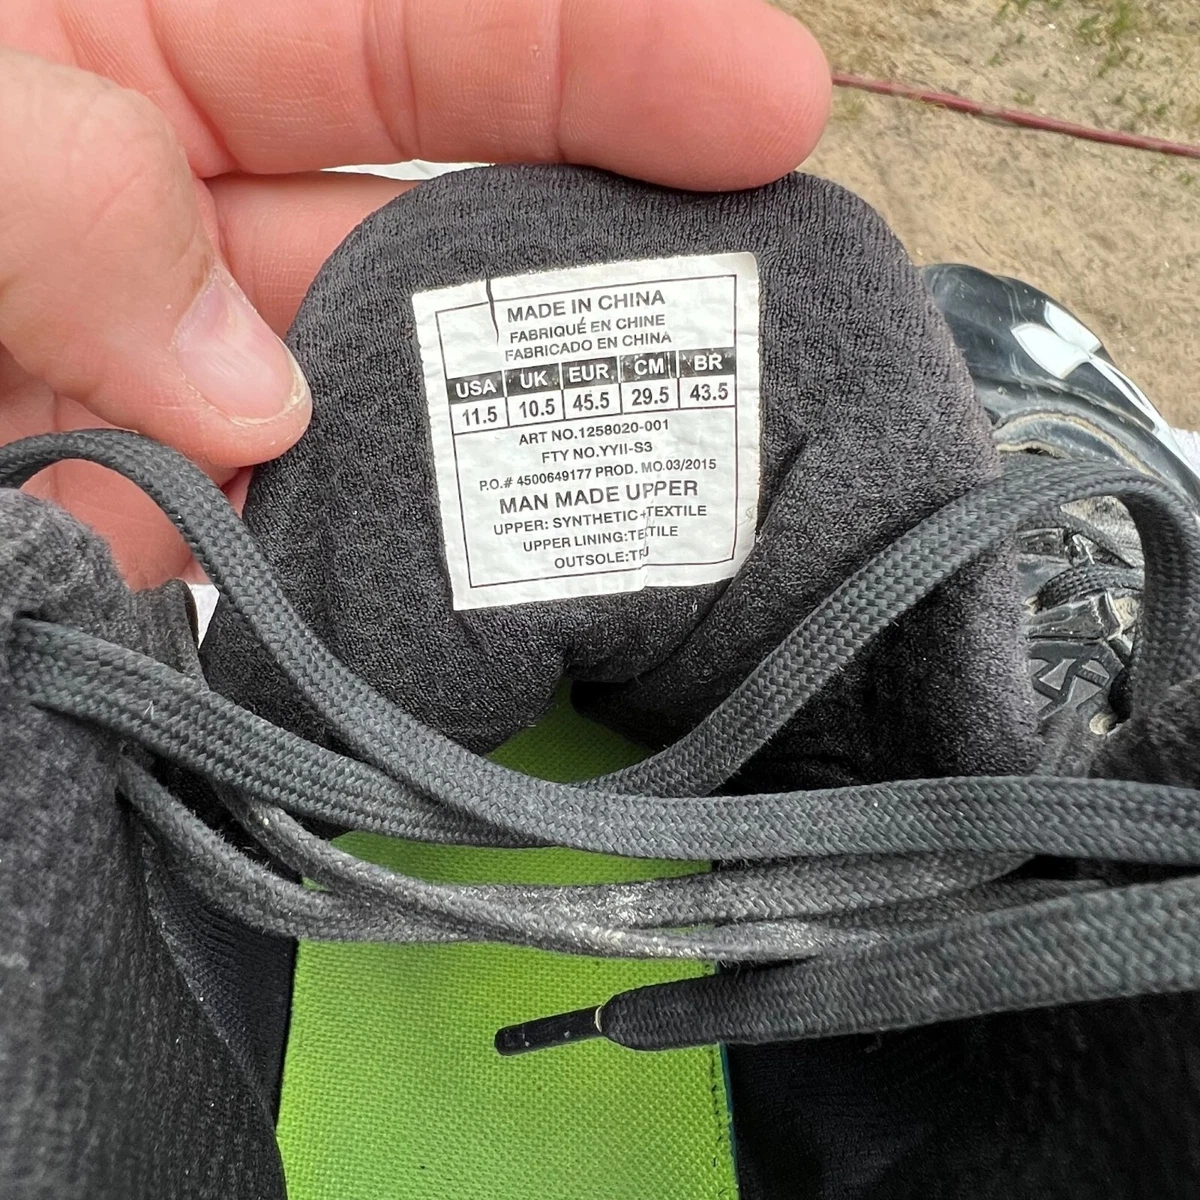 MADE IN CHINA
FABRIQUÉ EN CHINE
FABRICADO EN CHINA
USA UK EUR CM BR
11.5 10.5 45.5 29.5 43.5
ART NO.1258020-001
FTY NO.YYII-S3
P.O.# 4500649177 PROD. MO.03/2015
MAN MADE UPPER
UPPER: SYNTHETIC+TEXTILE
UPPER LINING:TEXTILE
OUTSOLE:TPU